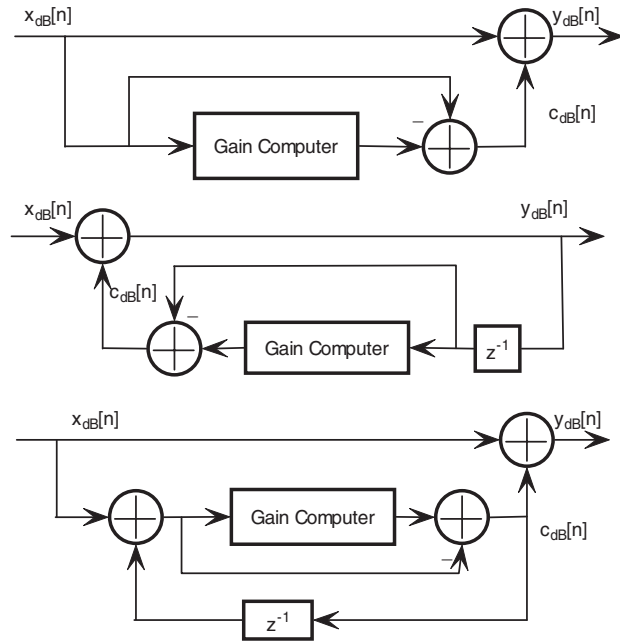 x_dB[n] y_dB[n]
−
Gain Computer
c_dB[n]
x_dB[n] y_dB[n]
c_dB[n]
−
Gain Computer z^-1
x_dB[n] y_dB[n]
Gain Computer
c_dB[n]
−
z^-1